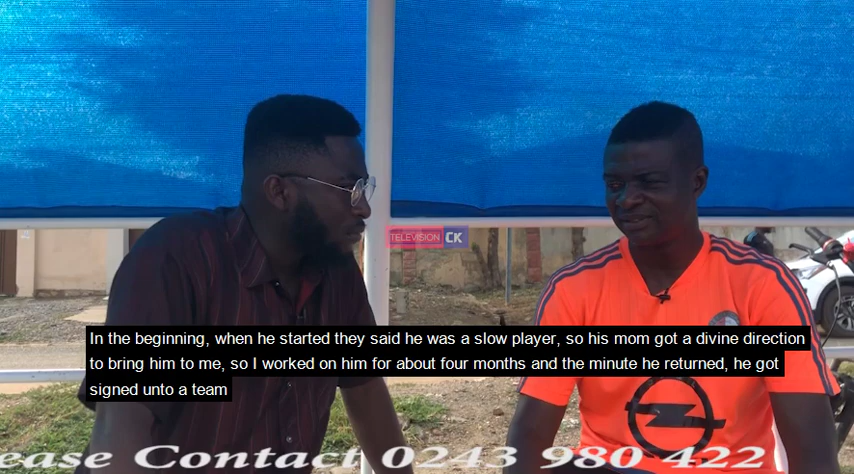 TELEVISION CK
In the beginning, when he started they said he was a slow player, so his mom got a divine direction
to bring him to me, so I worked on him for about four months and the minute he returned, he got
signed unto a team
ease Contact 0243 980 422